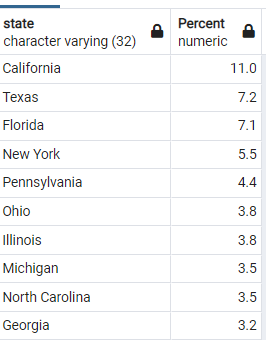 state Percent
character varying (32) numeric
California 11.0
Texas 7.2
Florida 7.1
New York 5.5
Pennsylvania 4.4
Ohio 3.8
Illinois 3.8
Michigan 3.5
North Carolina 3.5
Georgia 3.2